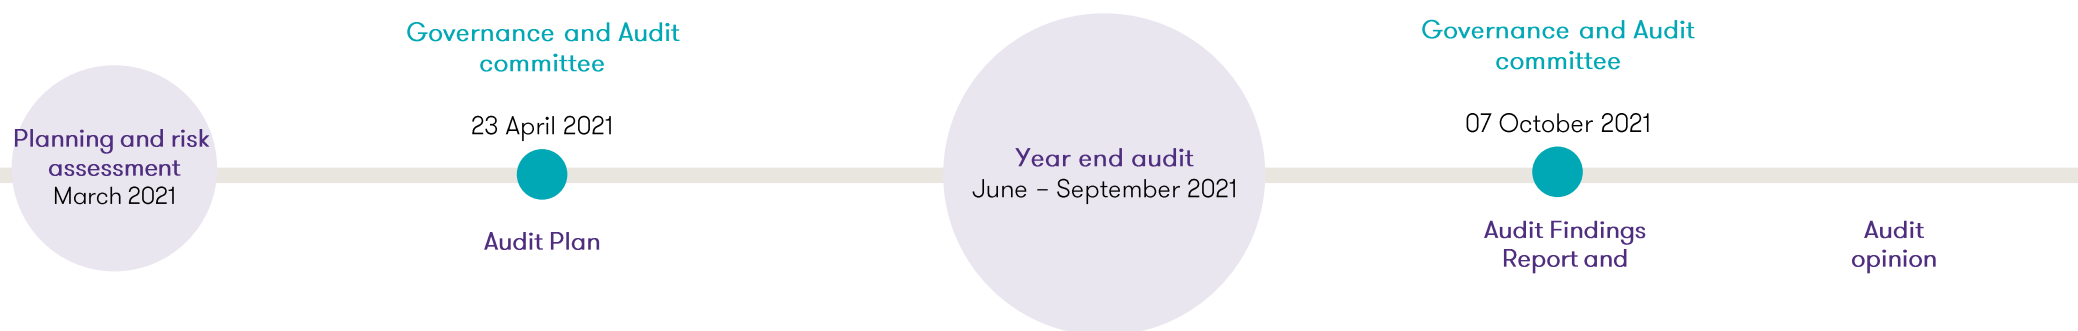 Planning and risk
assessment
March 2021
Governance and Audit
committee
23 April 2021
Audit Plan
Year end audit
June – September 2021
Governance and Audit
committee
07 October 2021
Audit Findings
Report and
Audit
opinion